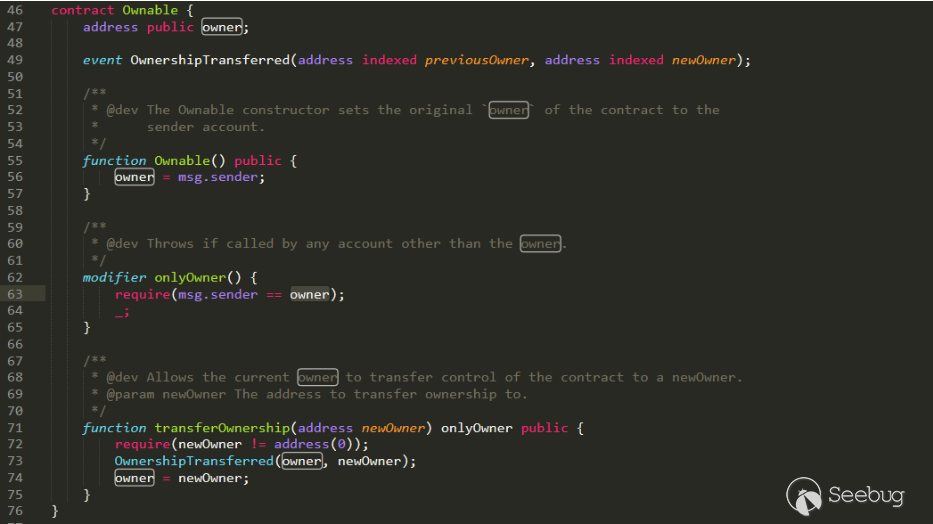 46 contract Ownable {
47 address public owner;
48
49 event OwnershipTransferred(address indexed previousOwner, address indexed newOwner);
50
51 /**
52 * @dev The Ownable constructor sets the original `owner` of the contract to the
53 * sender account.
54 */
55 function Ownable() public {
56 owner = msg.sender;
57 }
58
59 /**
60 * @dev Throws if called by any account other than the owner.
61 */
62 modifier onlyOwner() {
63 require(msg.sender == owner);
64 _;
65 }
66
67 /**
68 * @dev Allows the current owner to transfer control of the contract to a newOwner.
69 * @param newOwner The address to transfer ownership to.
70 */
71 function transferOwnership(address newOwner) onlyOwner public {
72 require(newOwner != address(0));
73 OwnershipTransferred(owner, newOwner);
74 owner = newOwner;
75 }
76 }
Seebug